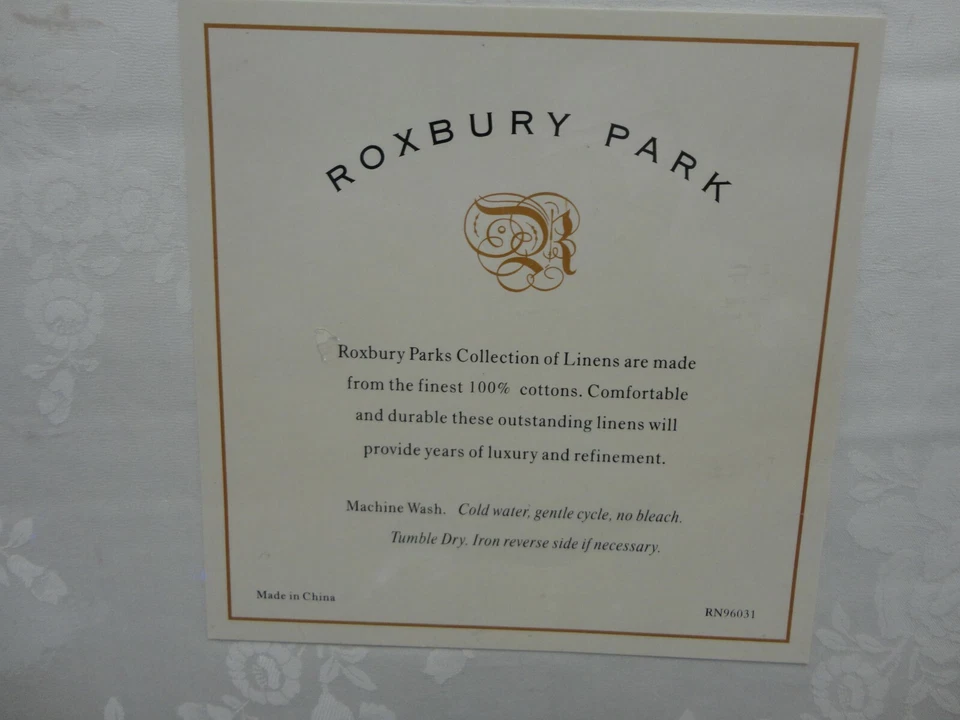 ROXBURY PARK
R
Roxbury Parks Collection of Linens are made
from the finest 100% cottons. Comfortable
and durable these outstanding linens will
provide years of luxury and refinement.
Machine Wash. Cold water, gentle cycle, no bleach.
Tumble Dry. Iron reverse side if necessary.
Made in China
RN96031